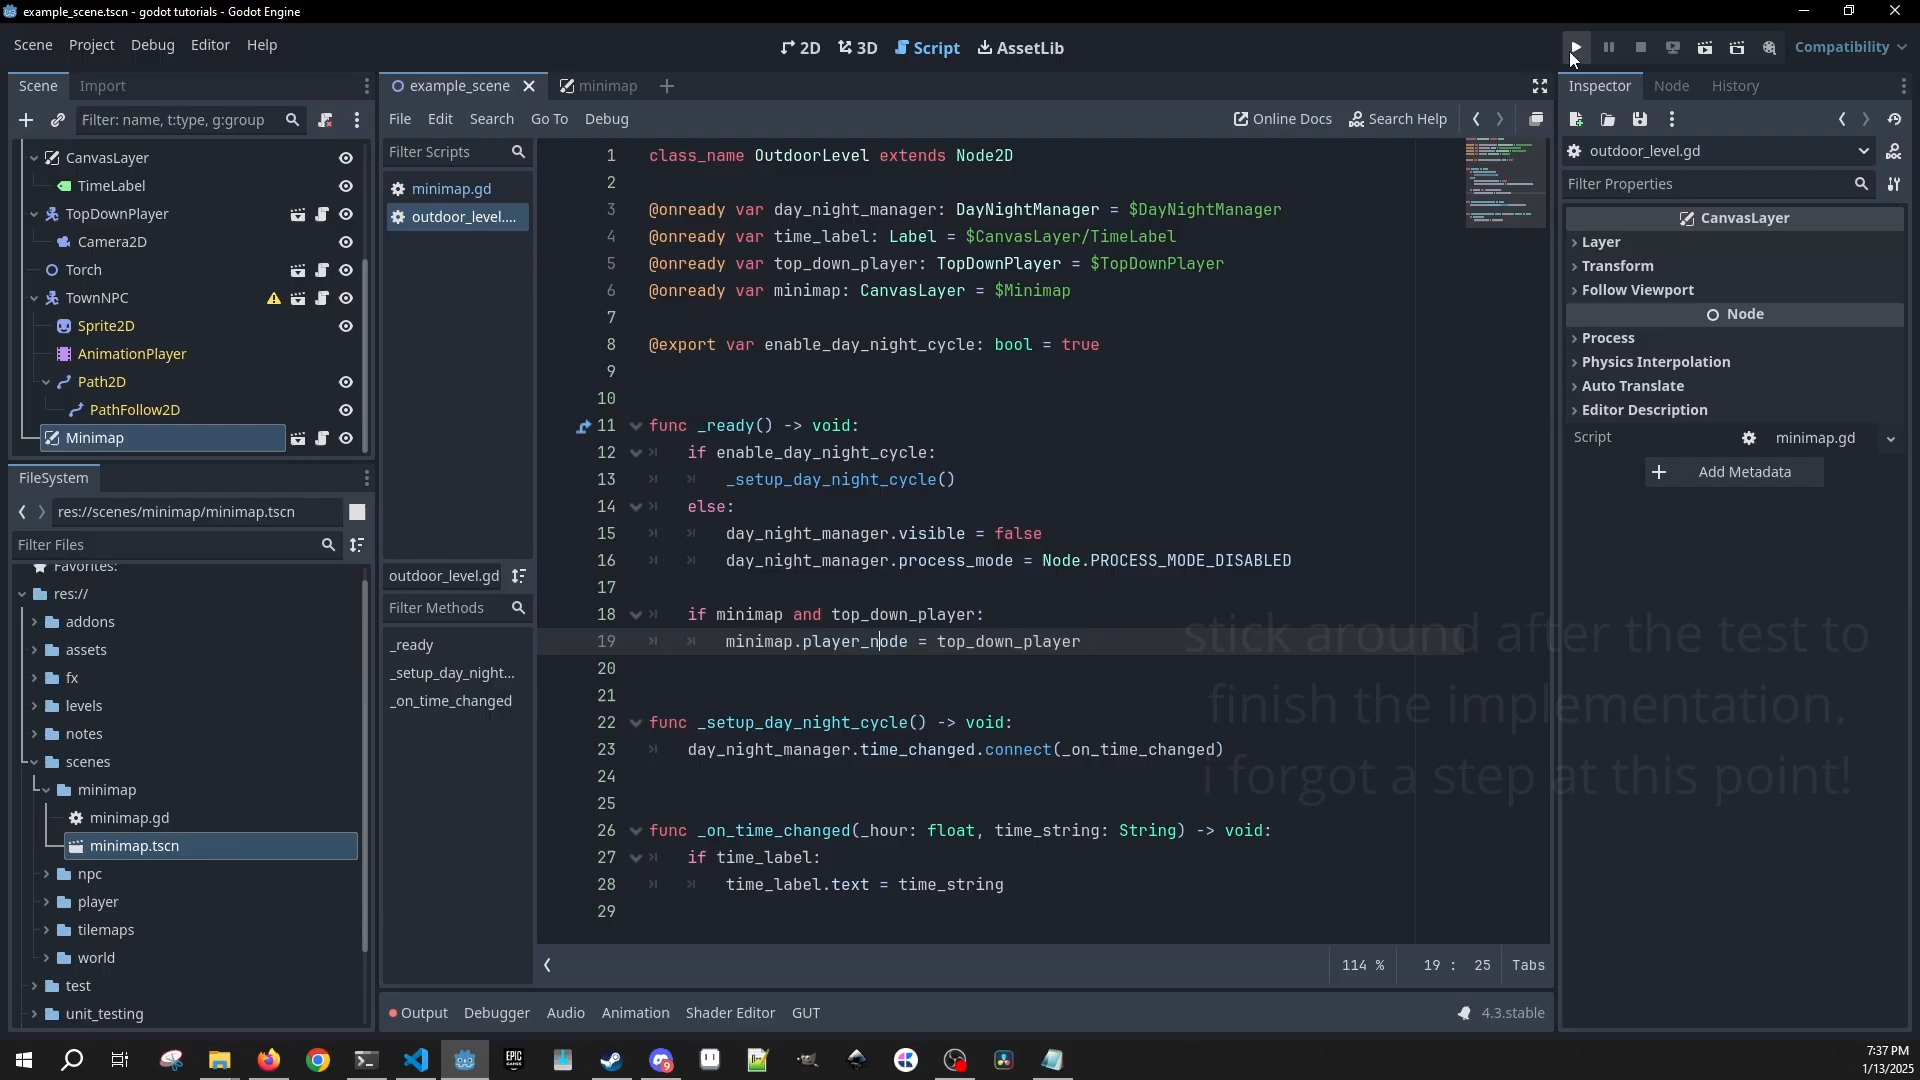 example_scene.tscn - godot tutorials - Godot Engine
Scene Project Debug Editor Help
2D 3D Script AssetLib
Compatibility
Scene Import
Filter: name, t:type, g:group
CanvasLayer
TimeLabel
TopDownPlayer
Camera2D
Torch
TownNPC
Sprite2D
AnimationPlayer
Path2D
PathFollow2D
Minimap
FileSystem
res://scenes/minimap/minimap.tscn
Filter Files
Favorites:
res://
addons
assets
fx
levels
notes
scenes
minimap
minimap.gd
minimap.tscn
npc
player
tilemaps
world
test
unit_testing
example_scene minimap
File Edit Search Go To Debug
Online Docs Search Help
Filter Scripts
minimap.gd
outdoor_level....
outdoor_level.gd
Filter Methods
_ready
_setup_day_night...
_on_time_changed
1 class_name OutdoorLevel extends Node2D
2
3 @onready var day_night_manager: DayNightManager = $DayNightManager
4 @onready var time_label: Label = $CanvasLayer/TimeLabel
5 @onready var top_down_player: TopDownPlayer = $TopDownPlayer
6 @onready var minimap: CanvasLayer = $Minimap
7
8 @export var enable_day_night_cycle: bool = true
9
10
11 func _ready() -> void:
12 if enable_day_night_cycle:
13 _setup_day_night_cycle()
14 else:
15 day_night_manager.visible = false
16 day_night_manager.process_mode = Node.PROCESS_MODE_DISABLED
17
18 if minimap and top_down_player:
19 minimap.player_node = top_down_player
20
21
22 func _setup_day_night_cycle() -> void:
23 day_night_manager.time_changed.connect(_on_time_changed)
24
25
26 func _on_time_changed(_hour: float, time_string: String) -> void:
27 if time_label:
28 time_label.text = time_string
29
stick around after the test to
finish the implementation.
i forgot a step at this point!
114 % 19 : 25 Tabs
Output Debugger Audio Animation Shader Editor GUT
4.3.stable
Inspector Node History
outdoor_level.gd
Filter Properties
CanvasLayer
Layer
Transform
Follow Viewport
Node
Process
Physics Interpolation
Auto Translate
Editor Description
Script minimap.gd
Add Metadata
EPIC
GAMES
9
7:37 PM
1/13/2025